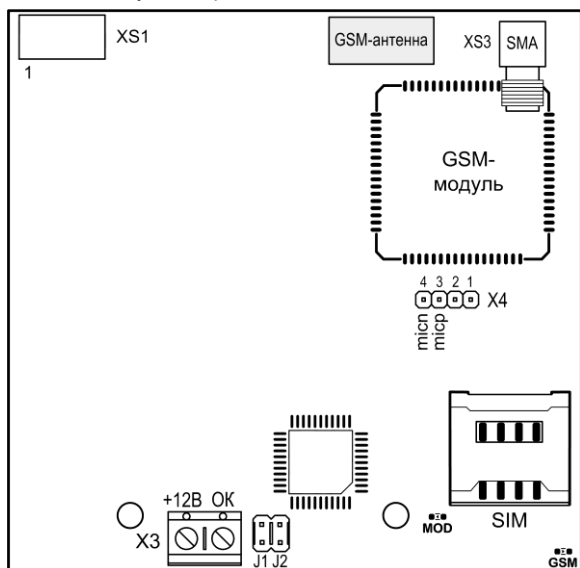 XS1
1
GSM-антенна
XS3
SMA
GSM-
модуль
4 3 2 1
X4
micn
micp
+12В ОК
X3
J1 J2
MOD
SIM
GSM